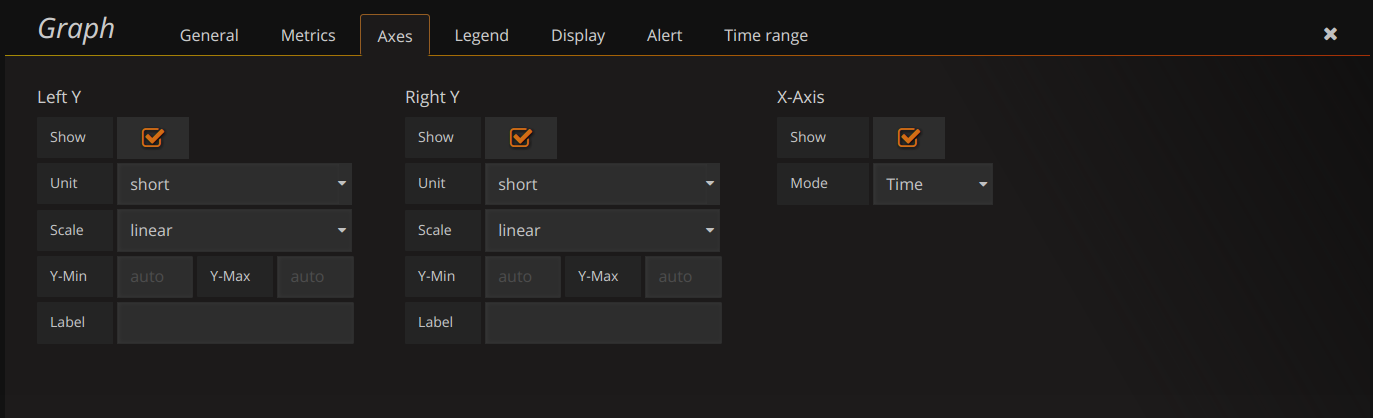 Graph General Metrics Axes Legend Display Alert Time range
Left Y Right Y X-Axis
Show Show Show
Unit short Unit short Mode Time
Scale linear Scale linear
Y-Min auto Y-Max auto Y-Min auto Y-Max auto
Label Label